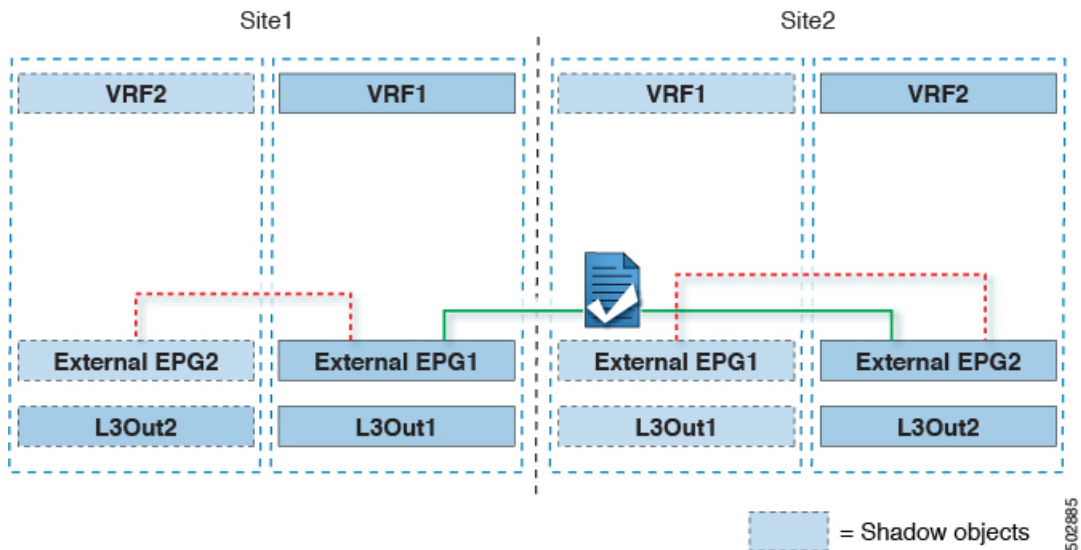 Site1
Site2
VRF2
VRF1
VRF1
VRF2
External EPG2
External EPG1
External EPG1
External EPG2
L3Out2
L3Out1
L3Out1
L3Out2
= Shadow objects
502885